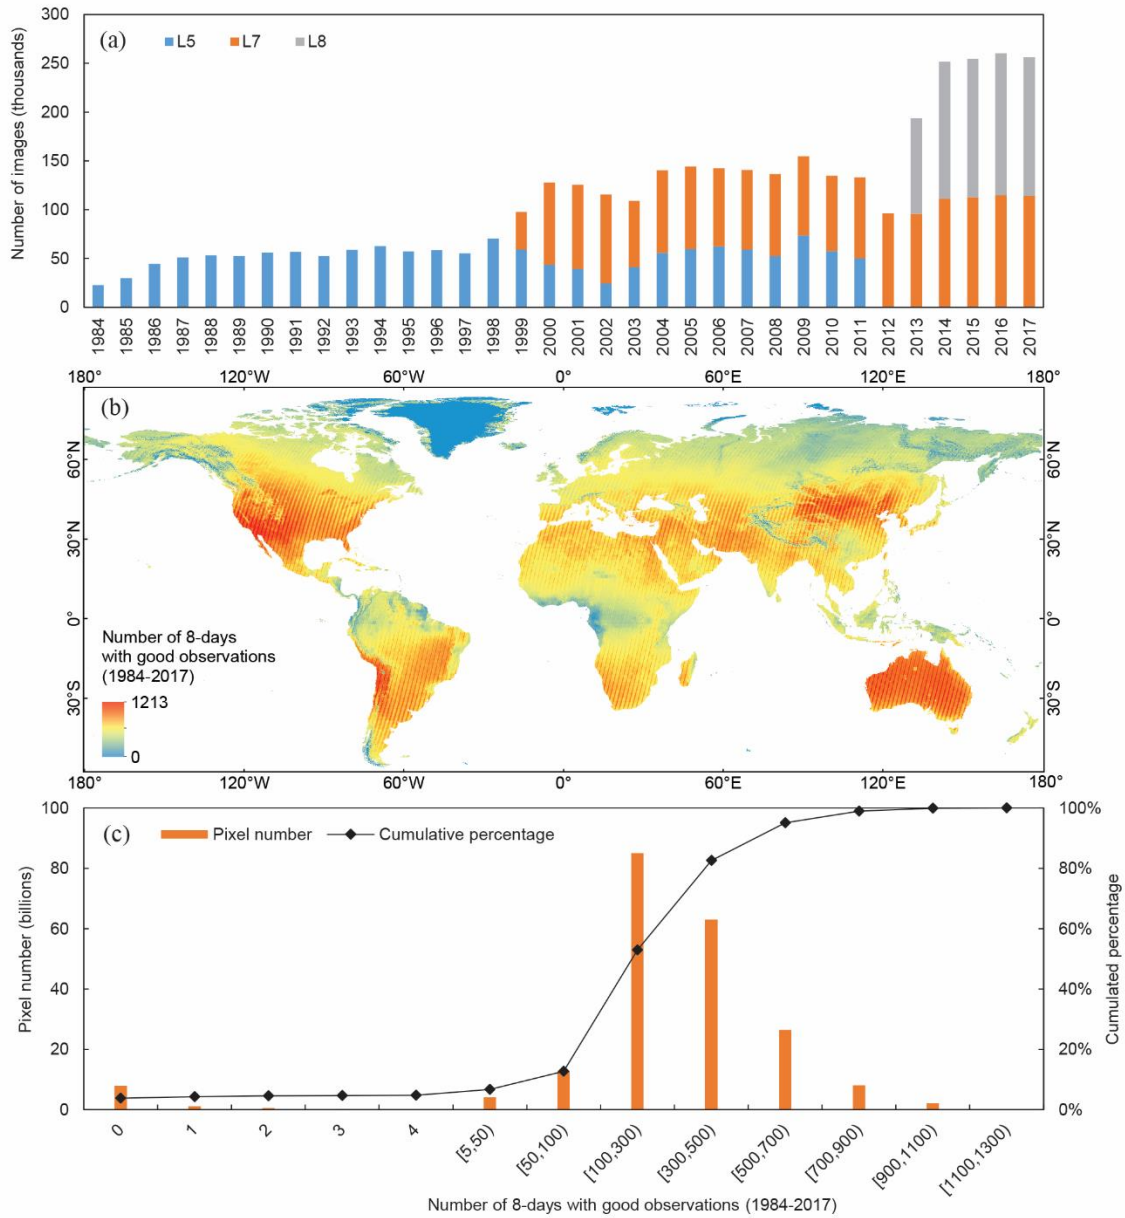 300
250
200
150
100
50
0
Number of images (thousands)
(a)
L5 L7 L8
1984 1985 1986 1987 1988 1989 1990 1991 1992 1993 1994 1995 1996 1997 1998 1999 2000 2001 2002 2003 2004 2005 2006 2007 2008 2009 2010 2011 2012 2013 2014 2015 2016 2017
180° 120°W 60°W 0° 60°E 120°E 180°
(b)
60°N
30°N
0°
30°S
60°N
30°N
0°
30°S
Number of 8-days
with good observations
(1984-2017)
1213
0
180° 120°W 60°W 0° 60°E 120°E 180°
100
80
60
40
20
0
Pixel number (billions)
(c)
Pixel number Cumulative percentage
100%
80%
60%
40%
20%
0%
Cumulated percentage
0 1 2 3 4 [5,50) [50,100) [100,300) [300,500) [500,700) [700,900) [900,1100) [1100,1300)
Number of 8-days with good observations (1984-2017)